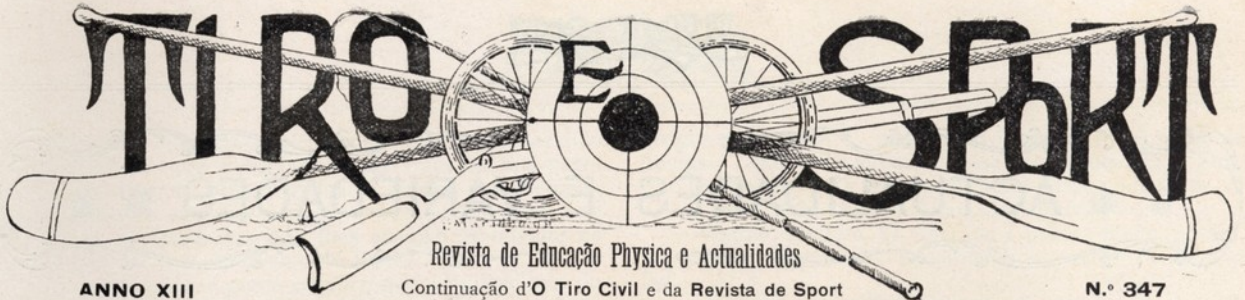 TIRO E SPORT
Revista de Educação Physica e Actualidades
ANNO XIII
Continuação d'O Tiro Civil e da Revista de Sport
N.º 347